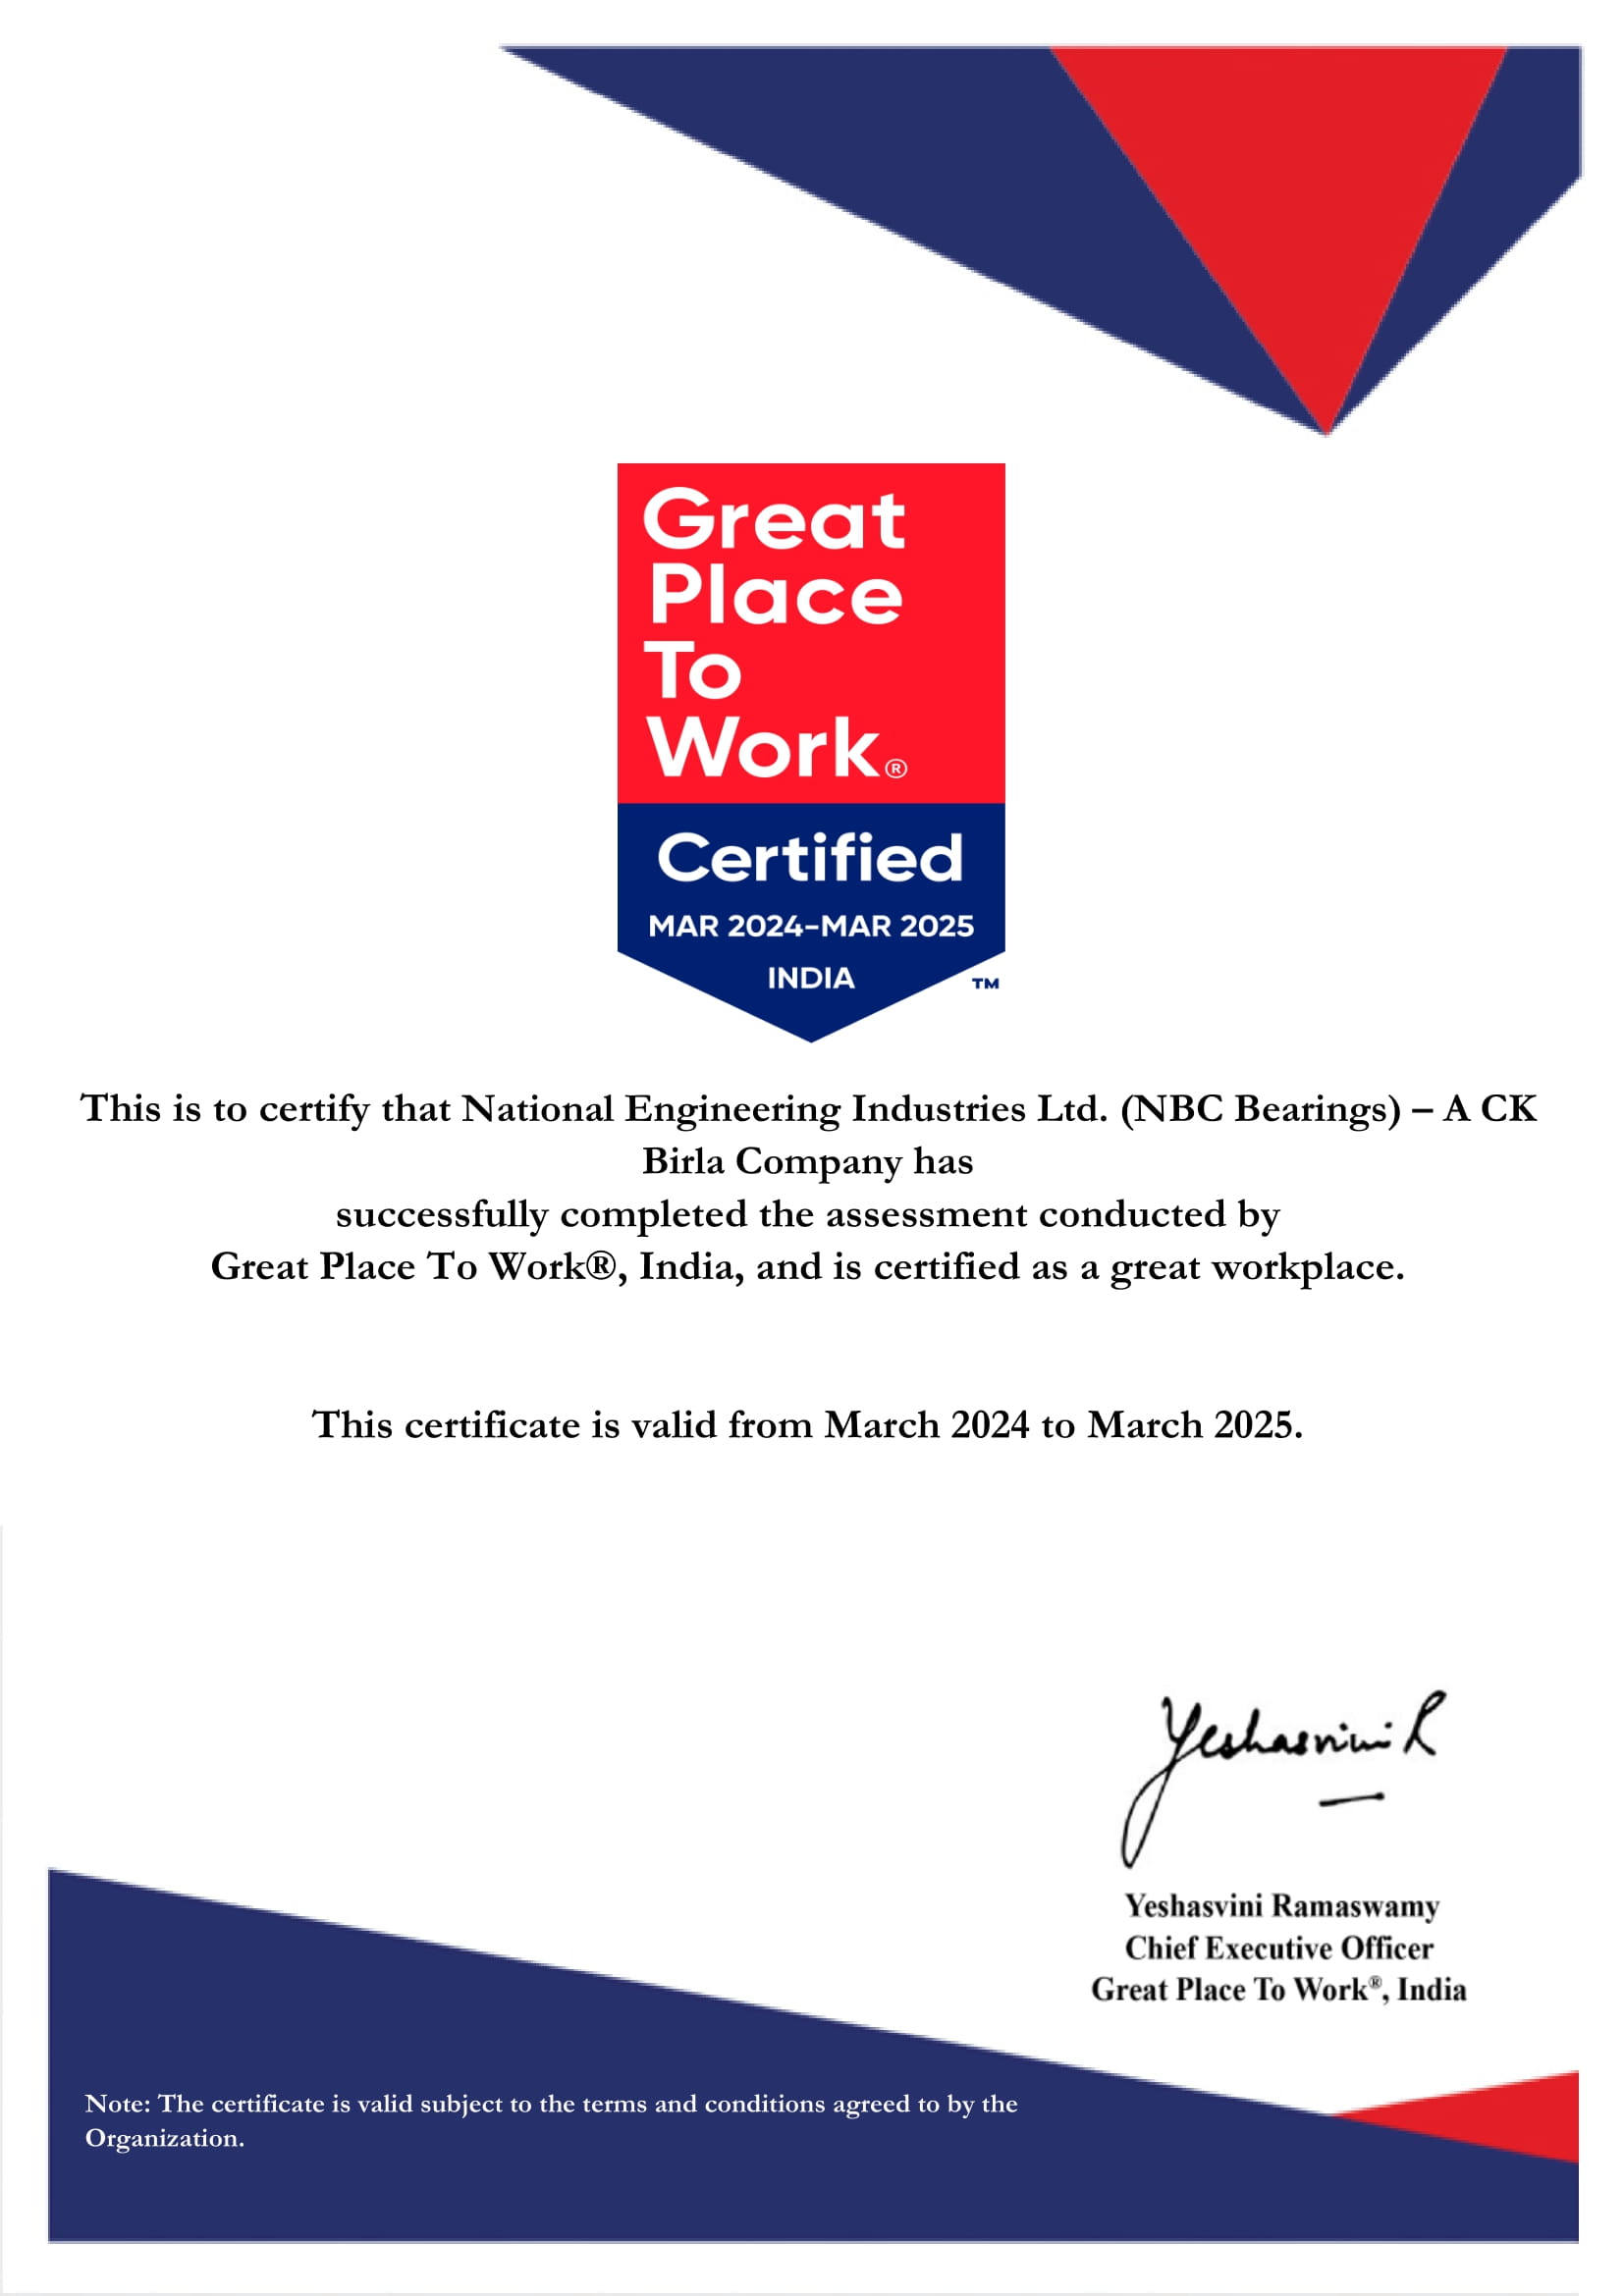 Great
Place
To
Work®
Certified
MAR 2024–MAR 2025
INDIA
™
This is to certify that National Engineering Industries Ltd. (NBC Bearings) – A CK
Birla Company has
successfully completed the assessment conducted by
Great Place To Work®, India, and is certified as a great workplace.
This certificate is valid from March 2024 to March 2025.
Yeshasvini R
Yeshasvini Ramaswamy
Chief Executive Officer
Great Place To Work®, India
Note: The certificate is valid subject to the terms and conditions agreed to by the
Organization.